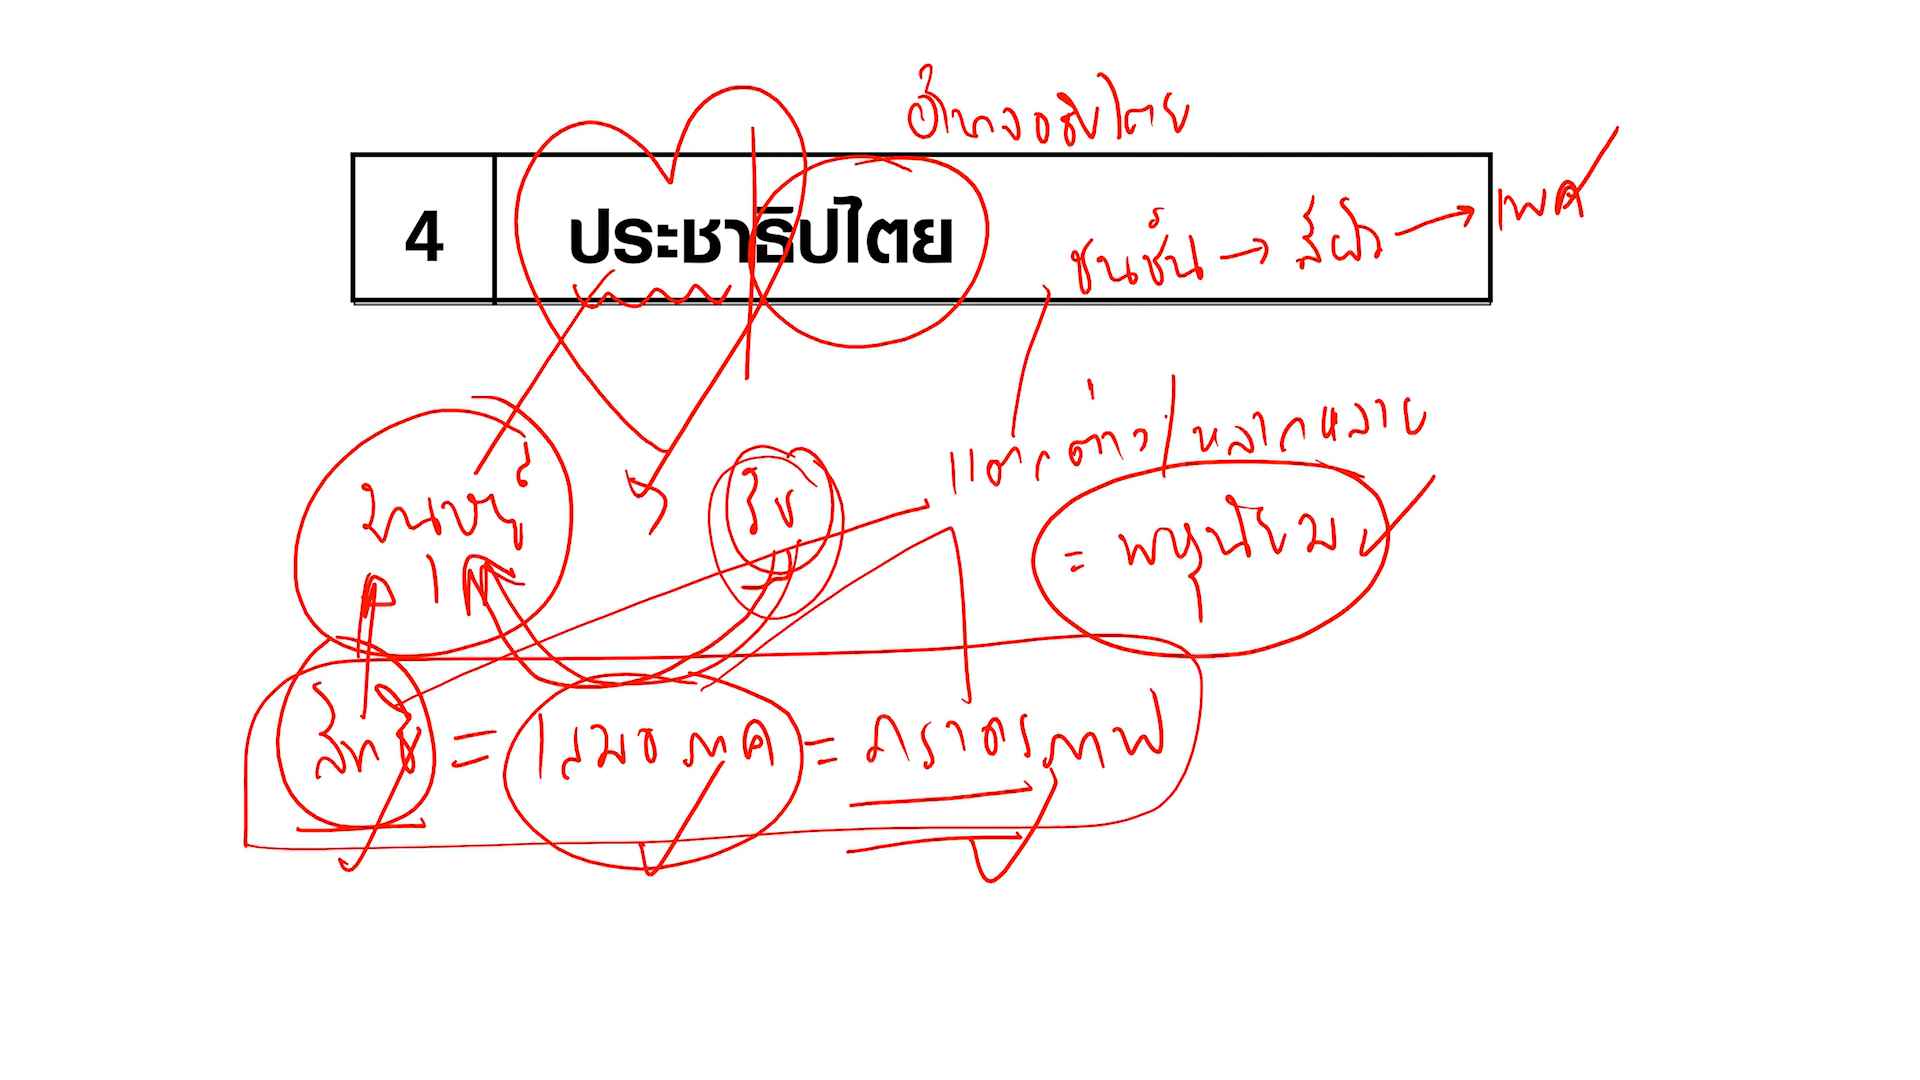 อำนาจอธิปไตย
4 ประชาธิปไตย
ชนชั้น → สีผิว → เพศ
แตกต่าง / หลากหลาย
มนุษย์
รัฐ
= พหุนิยม
สิทธิ = เสมอภาค = ภราดรภาพ